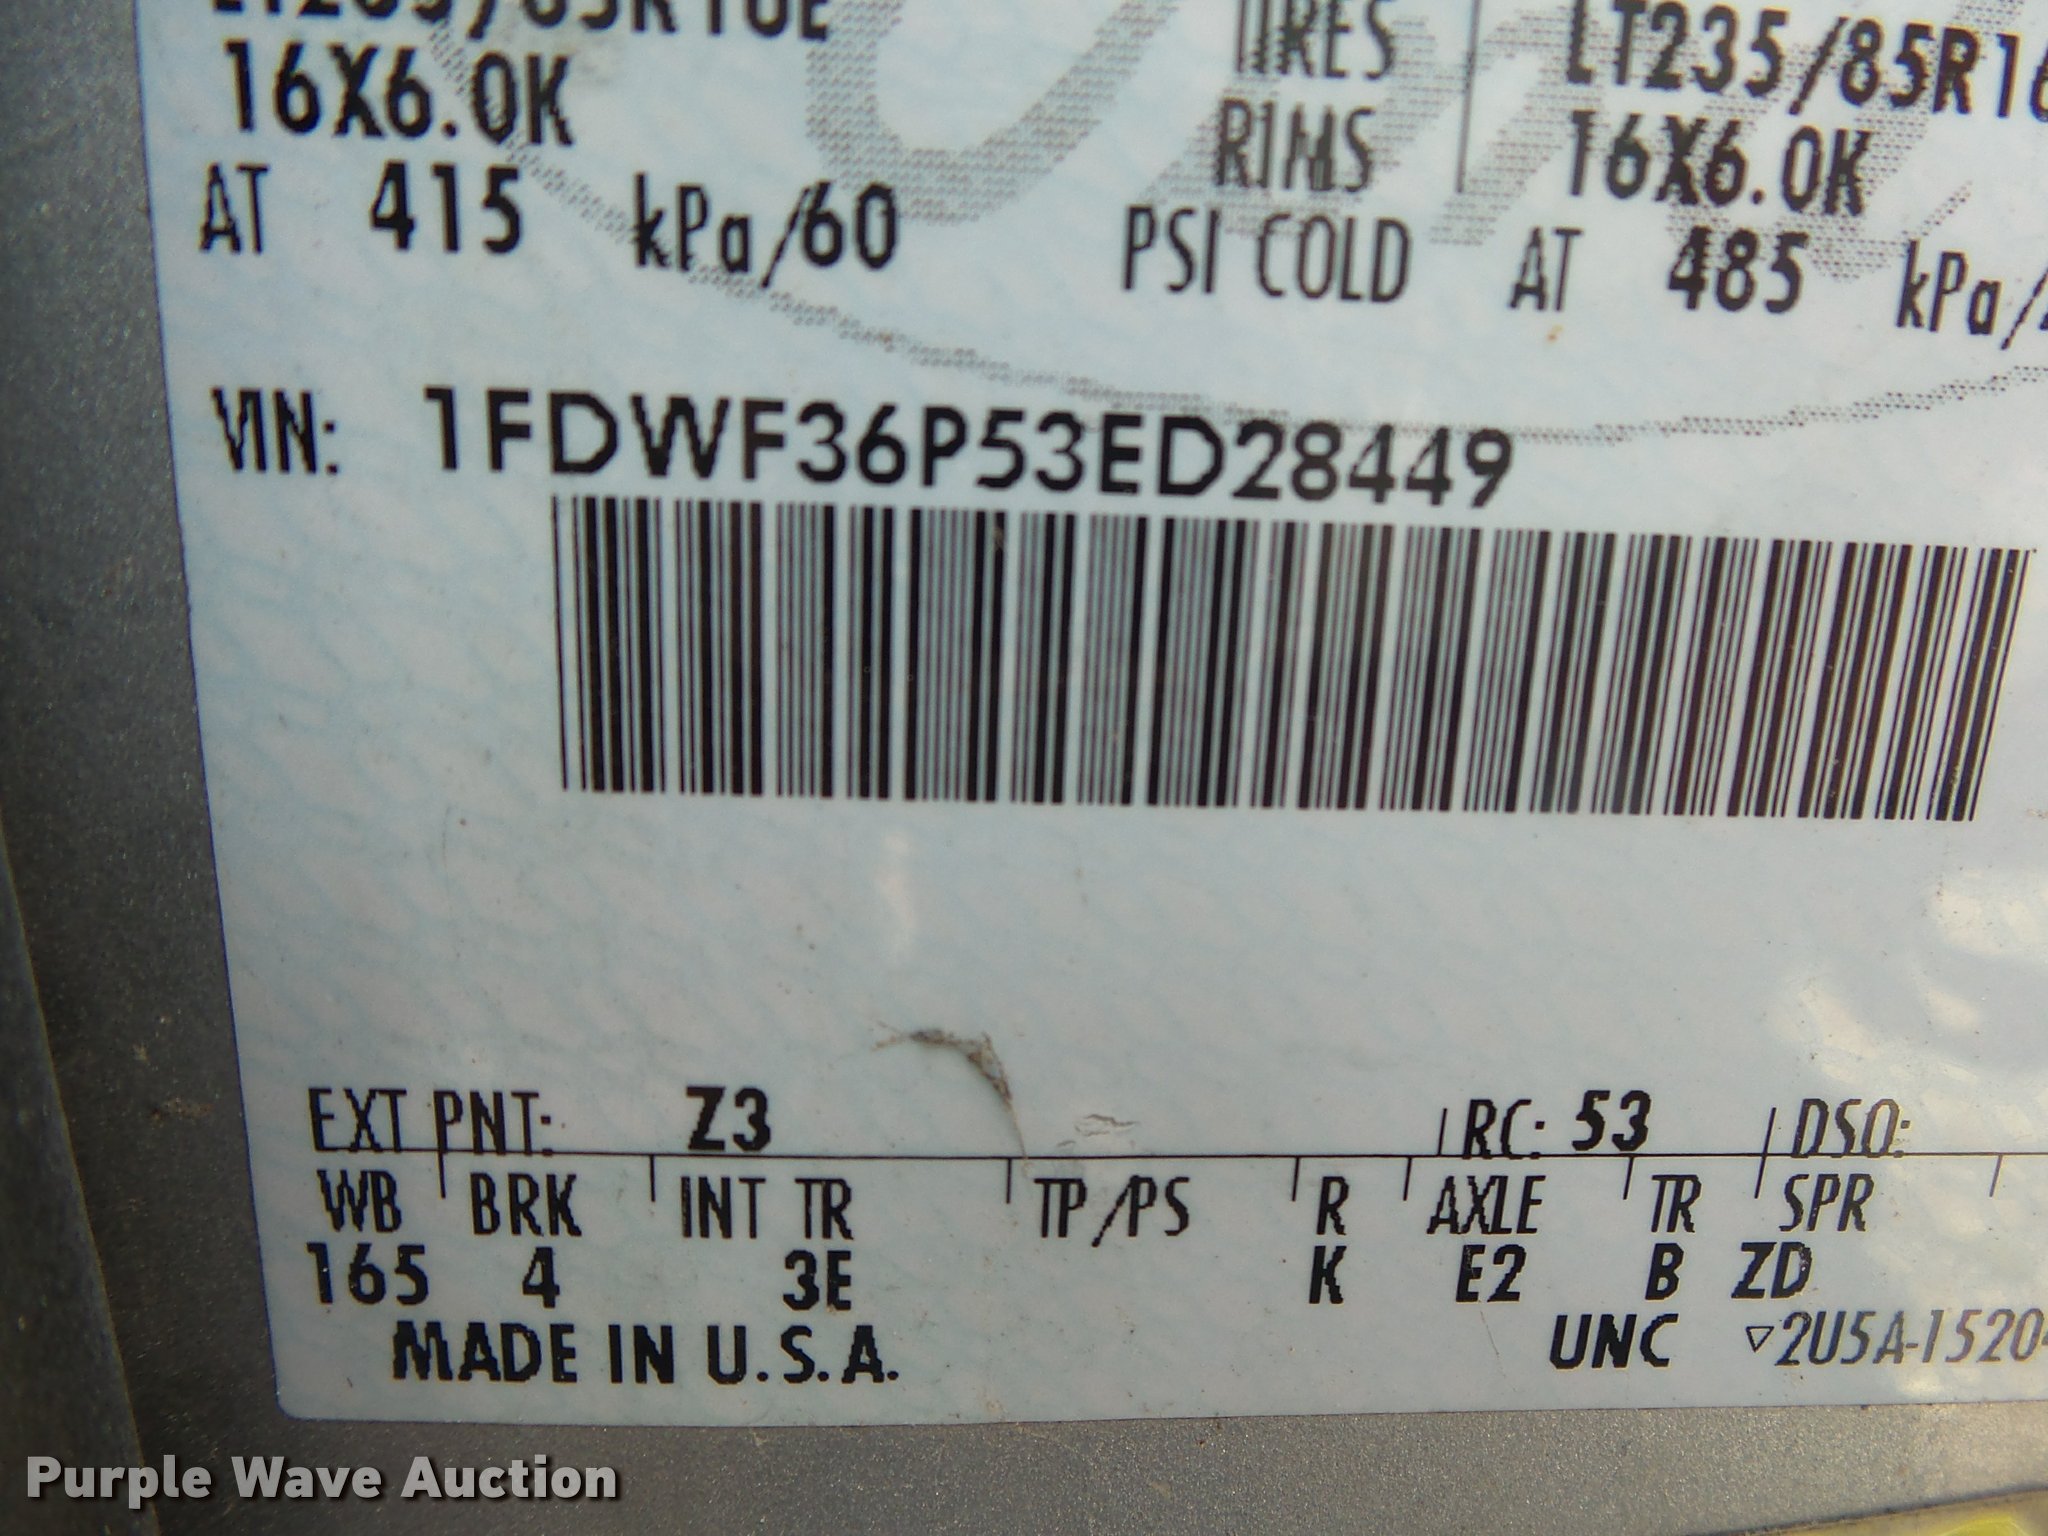 16X6.0K
AT 415 kPa/60
TIRES LT235/85R16
RIMS 16X6.0K
PSI COLD AT 485 kPa/
VIN: 1FDWF36P53ED28449
EXT PNT: Z3 RC: 53 DSO:
WB BRK INT TR TP/PS R AXLE TR SPR
165 4 3E K E2 B ZD
MADE IN U.S.A. UNC ▽2U5A-15204
Purple Wave Auction